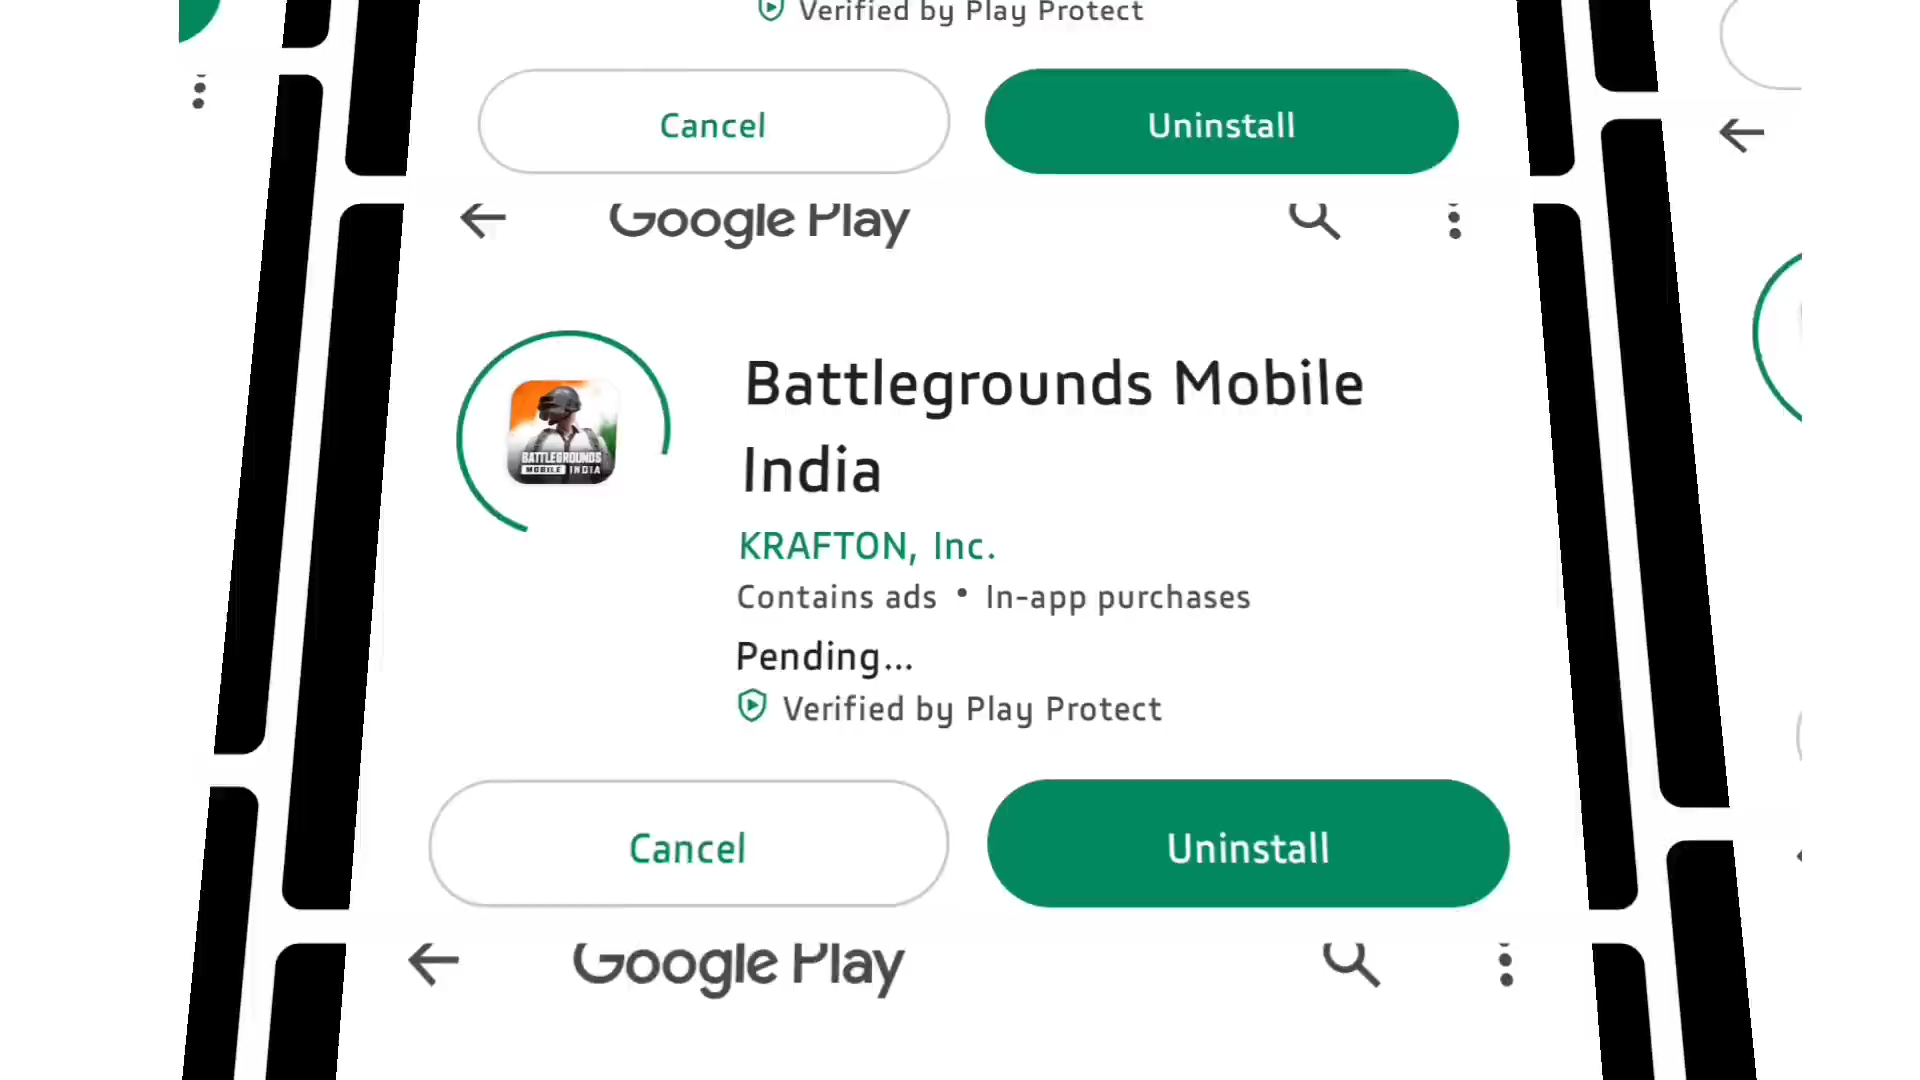 Verified by Play Protect
Cancel Uninstall
Google Play
Battlegrounds Mobile
India
BATTLEGROUNDS
MOBILE INDIA
KRAFTON, Inc.
Contains ads • In-app purchases
Pending...
Verified by Play Protect
Cancel Uninstall
Google Play